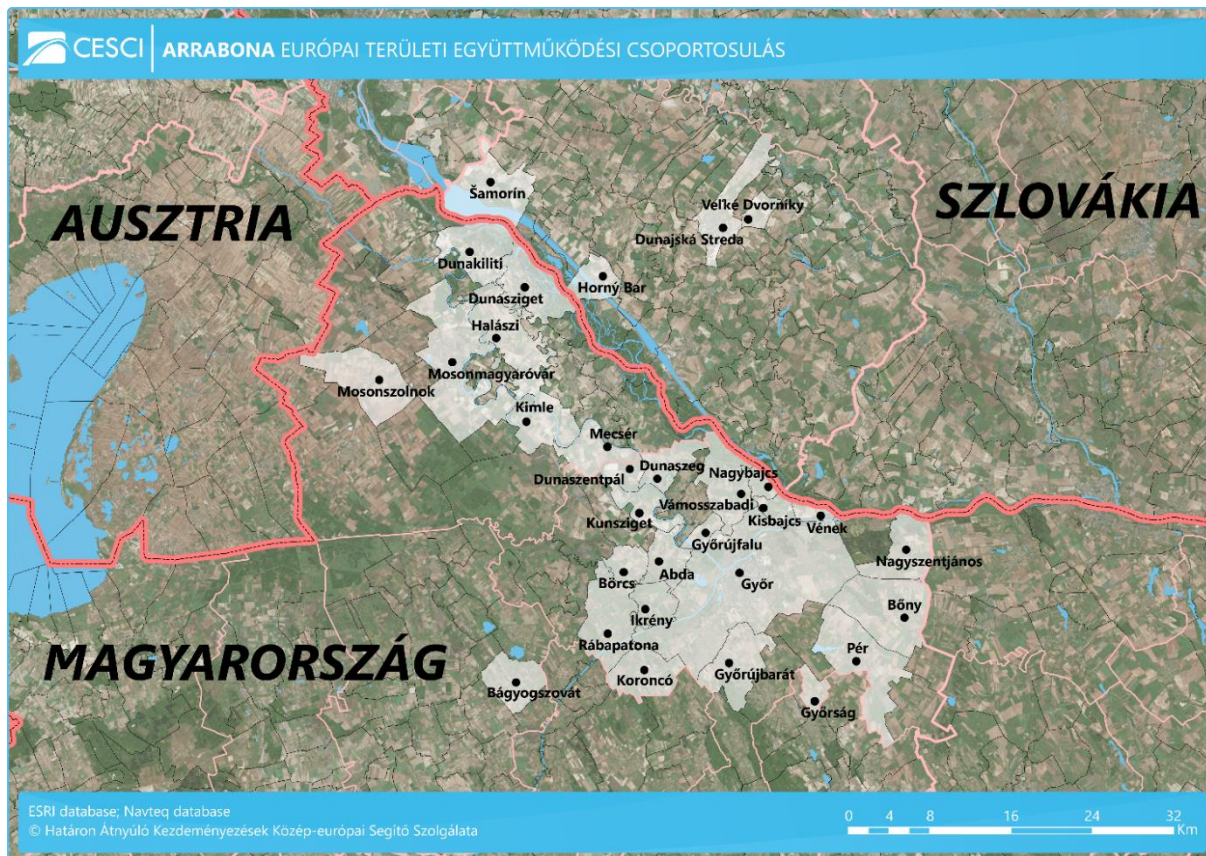 CESCI ARRABONA EURÓPAI TERÜLETI EGYÜTTMŰKÖDÉSI CSOPORTOSULÁS
Šamorín
AUSZTRIA
SZLOVÁKIA
Veľké Dvorníky
Dunajská Streda
Dunakiliti
Horný Bar
Dunasziget
Halászi
Mosonmagyaróvár
Mosonszolnok
Kimle
Mecsér
Dunaszeg
Dunaszentpál
Nagybajcs
Vámosszabadi
Kisbajcs
Kunsziget
Vének
Győrújfalu
Nagyszentjános
Abda
Börcs
Győr
Ikrény
Bőny
Rábapatona
MAGYARORSZÁG
Pér
Koroncó
Győrújbarát
Bágyogszovát
Győrság
ESRI database; Navteq database
© Határon Átnyúló Kezdeményezések Közép-európai Segítő Szolgálata
0 4 8 16 24 32
Km